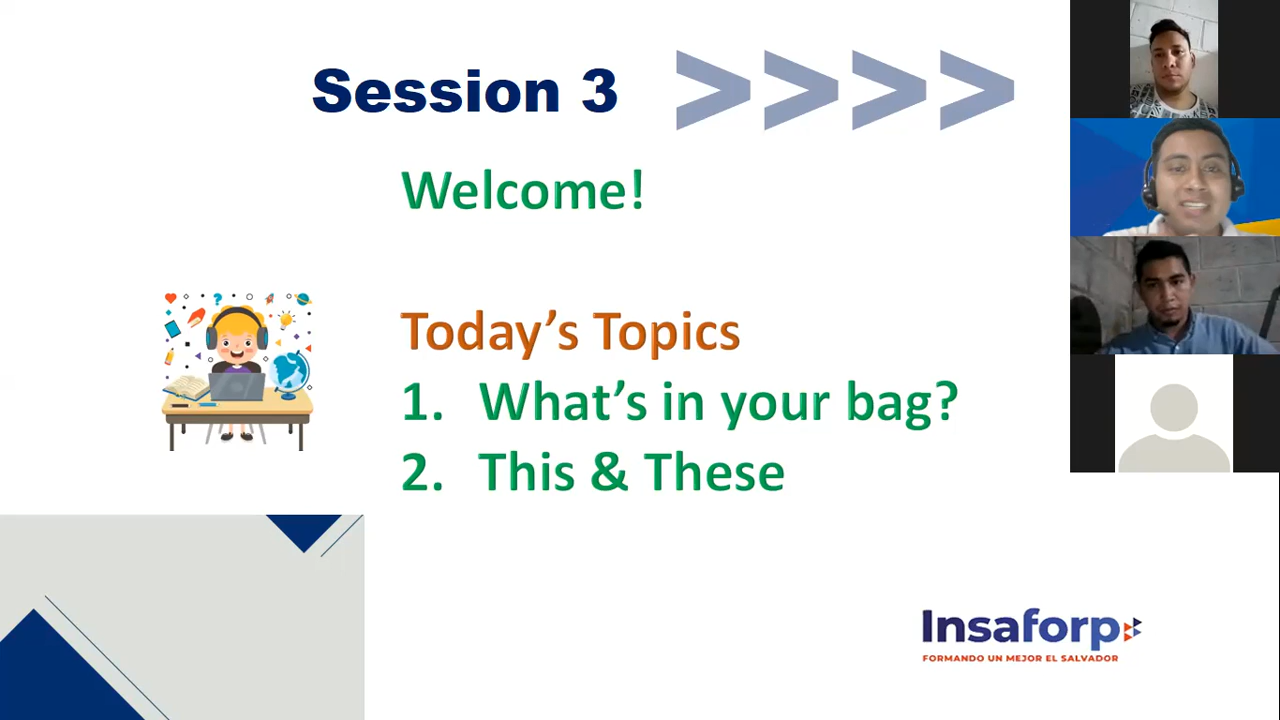 Session 3 >>>>
Welcome!
Today's Topics
1. What's in your bag?
2. This & These
Insaforp
FORMANDO UN MEJOR EL SALVADOR